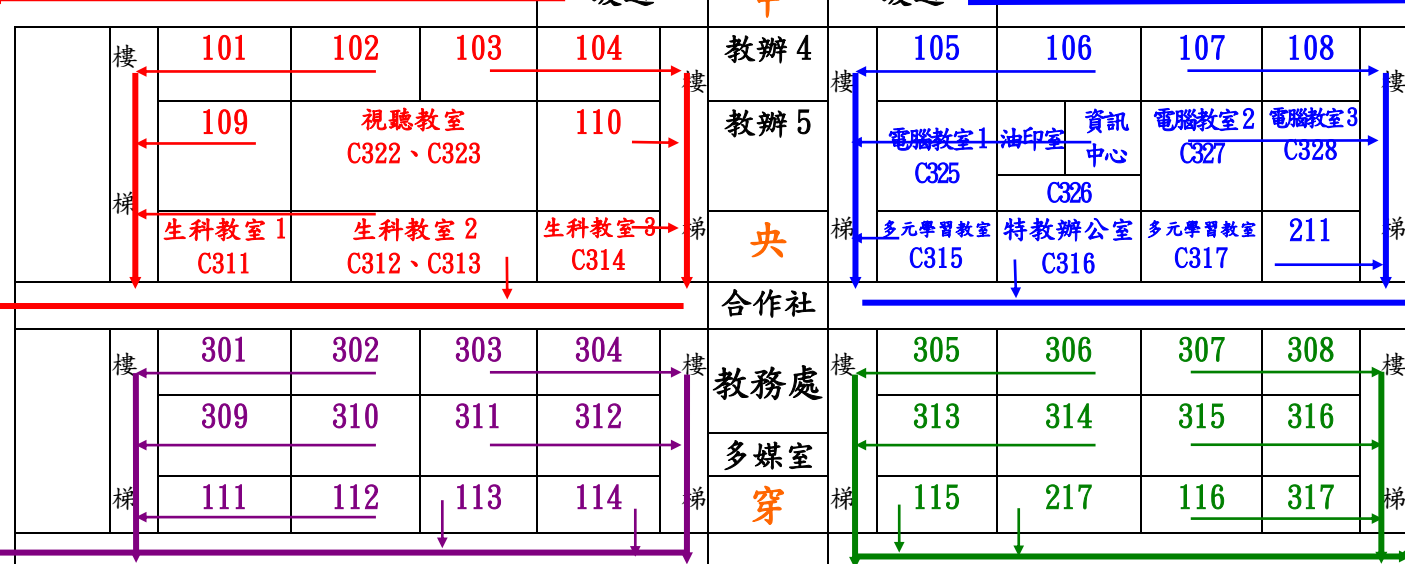 101 102 103 104 教辦4 105 106 107 108
樓 樓 樓 樓
109 視聽教室 110 教辦5 電腦教室1 油印室 資訊 電腦教室2 電腦教室3
C322、C323 C325 中心 C327 C328
C326
梯 梯 梯 梯
生科教室1 生科教室2 生科教室3 央 多元學習教室 特教辦公室 多元學習教室 211
C311 C312、C313 C314 C315 C316 C317
合作社
301 302 303 304 305 306 307 308
樓 樓 教務處 樓 樓
309 310 311 312 313 314 315 316
多媒室
梯 111 112 113 114 梯 穿 梯 115 217 116 317 梯